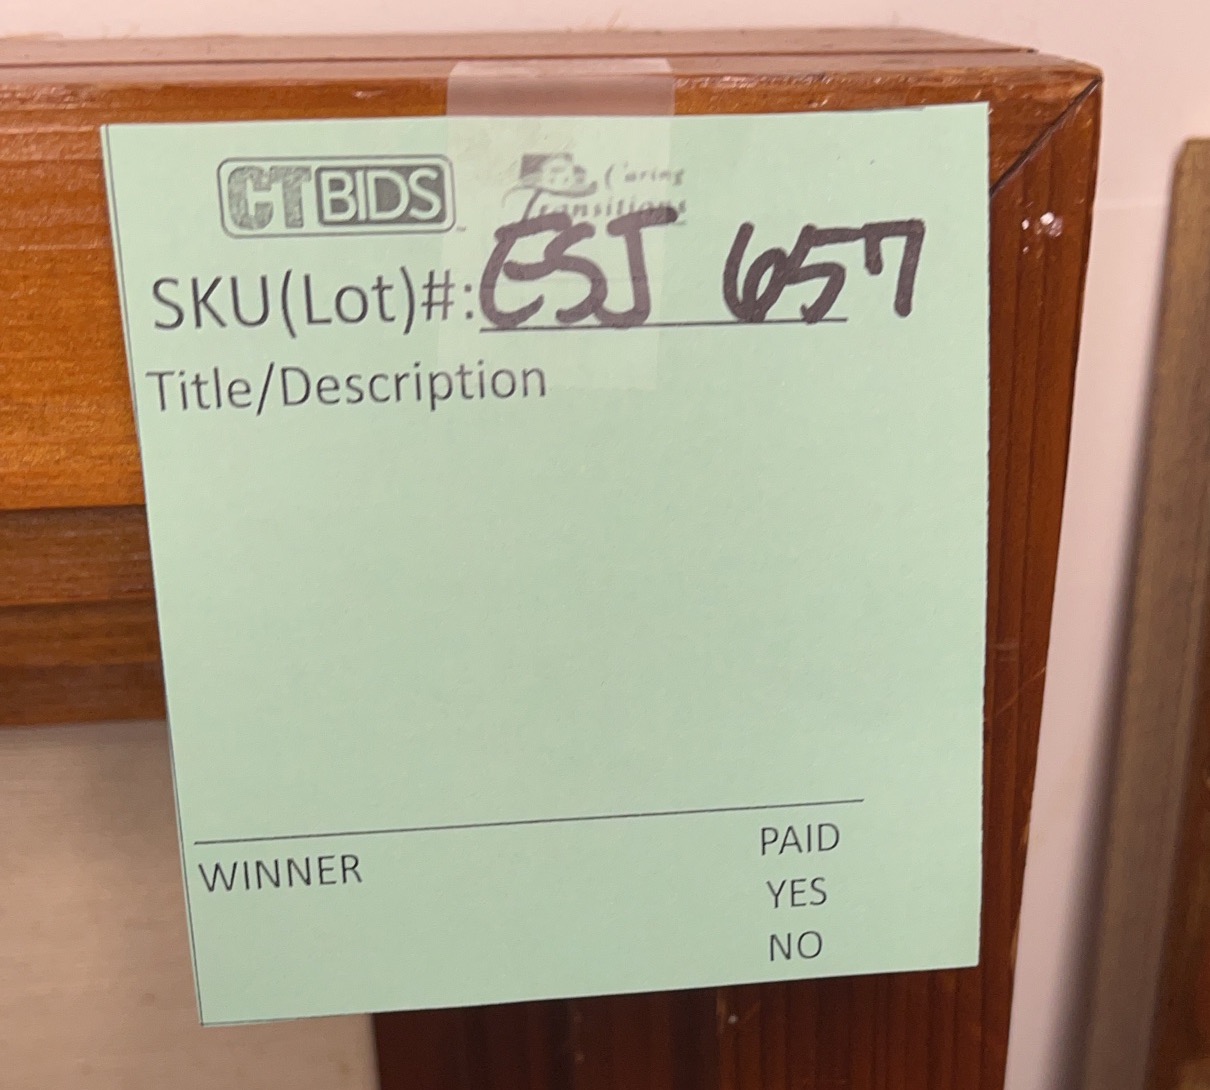 CTBIDS Caring
Transitions
SKU(Lot)#: ESJ 657
Title/Description
WINNER PAID
YES
NO